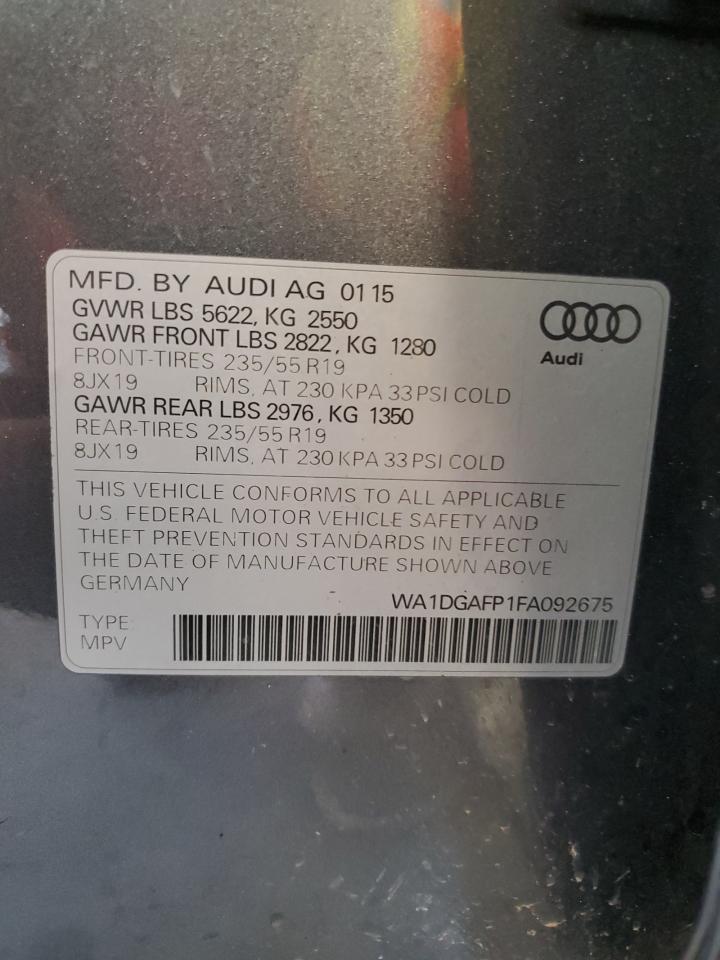 MFD. BY AUDI AG 01 15
GVWR LBS 5622, KG 2550
GAWR FRONT LBS 2822, KG 1280
FRONT-TIRES 235/55 R19
8JX19 RIMS, AT 230 KPA 33 PSI COLD
GAWR REAR LBS 2976, KG 1350
REAR-TIRES 235/55 R19
8JX19 RIMS, AT 230 KPA 33 PSI COLD
Audi
THIS VEHICLE CONFORMS TO ALL APPLICABLE
U.S. FEDERAL MOTOR VEHICLE SAFETY AND
THEFT PREVENTION STANDARDS IN EFFECT ON
THE DATE OF MANUFACTURE SHOWN ABOVE
GERMANY
WA1DGAFP1FA092675
TYPE:
MPV